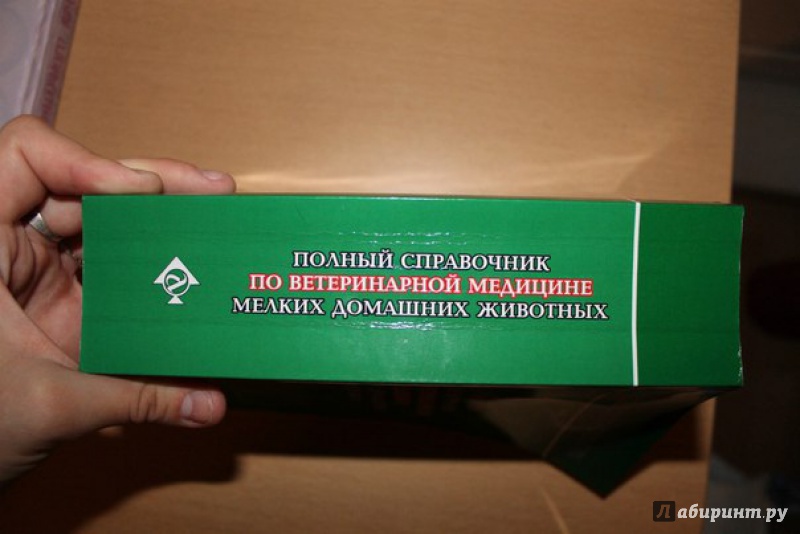 ПОЛНЫЙ СПРАВОЧНИК
ПО ВЕТЕРИНАРНОЙ МЕДИЦИНЕ
МЕЛКИХ ДОМАШНИХ ЖИВОТНЫХ
Лабиринт.ру